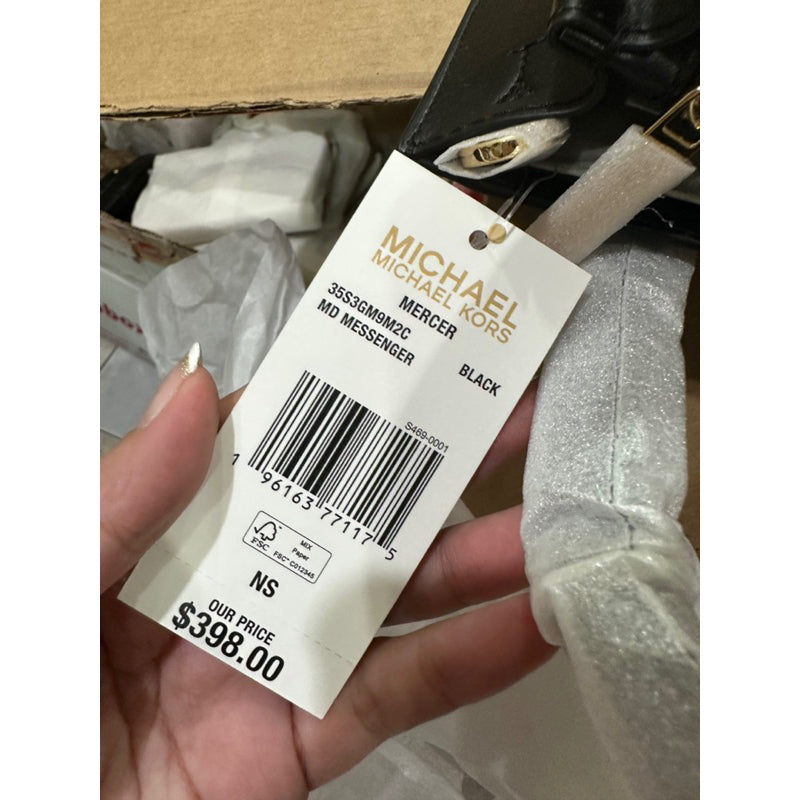 MICHAEL
MICHAEL KORS
MERCER
35S3GM9M2C
MD MESSENGER
BLACK
S469-0001
1 96163 77117 5
FSC
MIX
Paper
FSC™ C012345
NS
OUR PRICE
$398.00